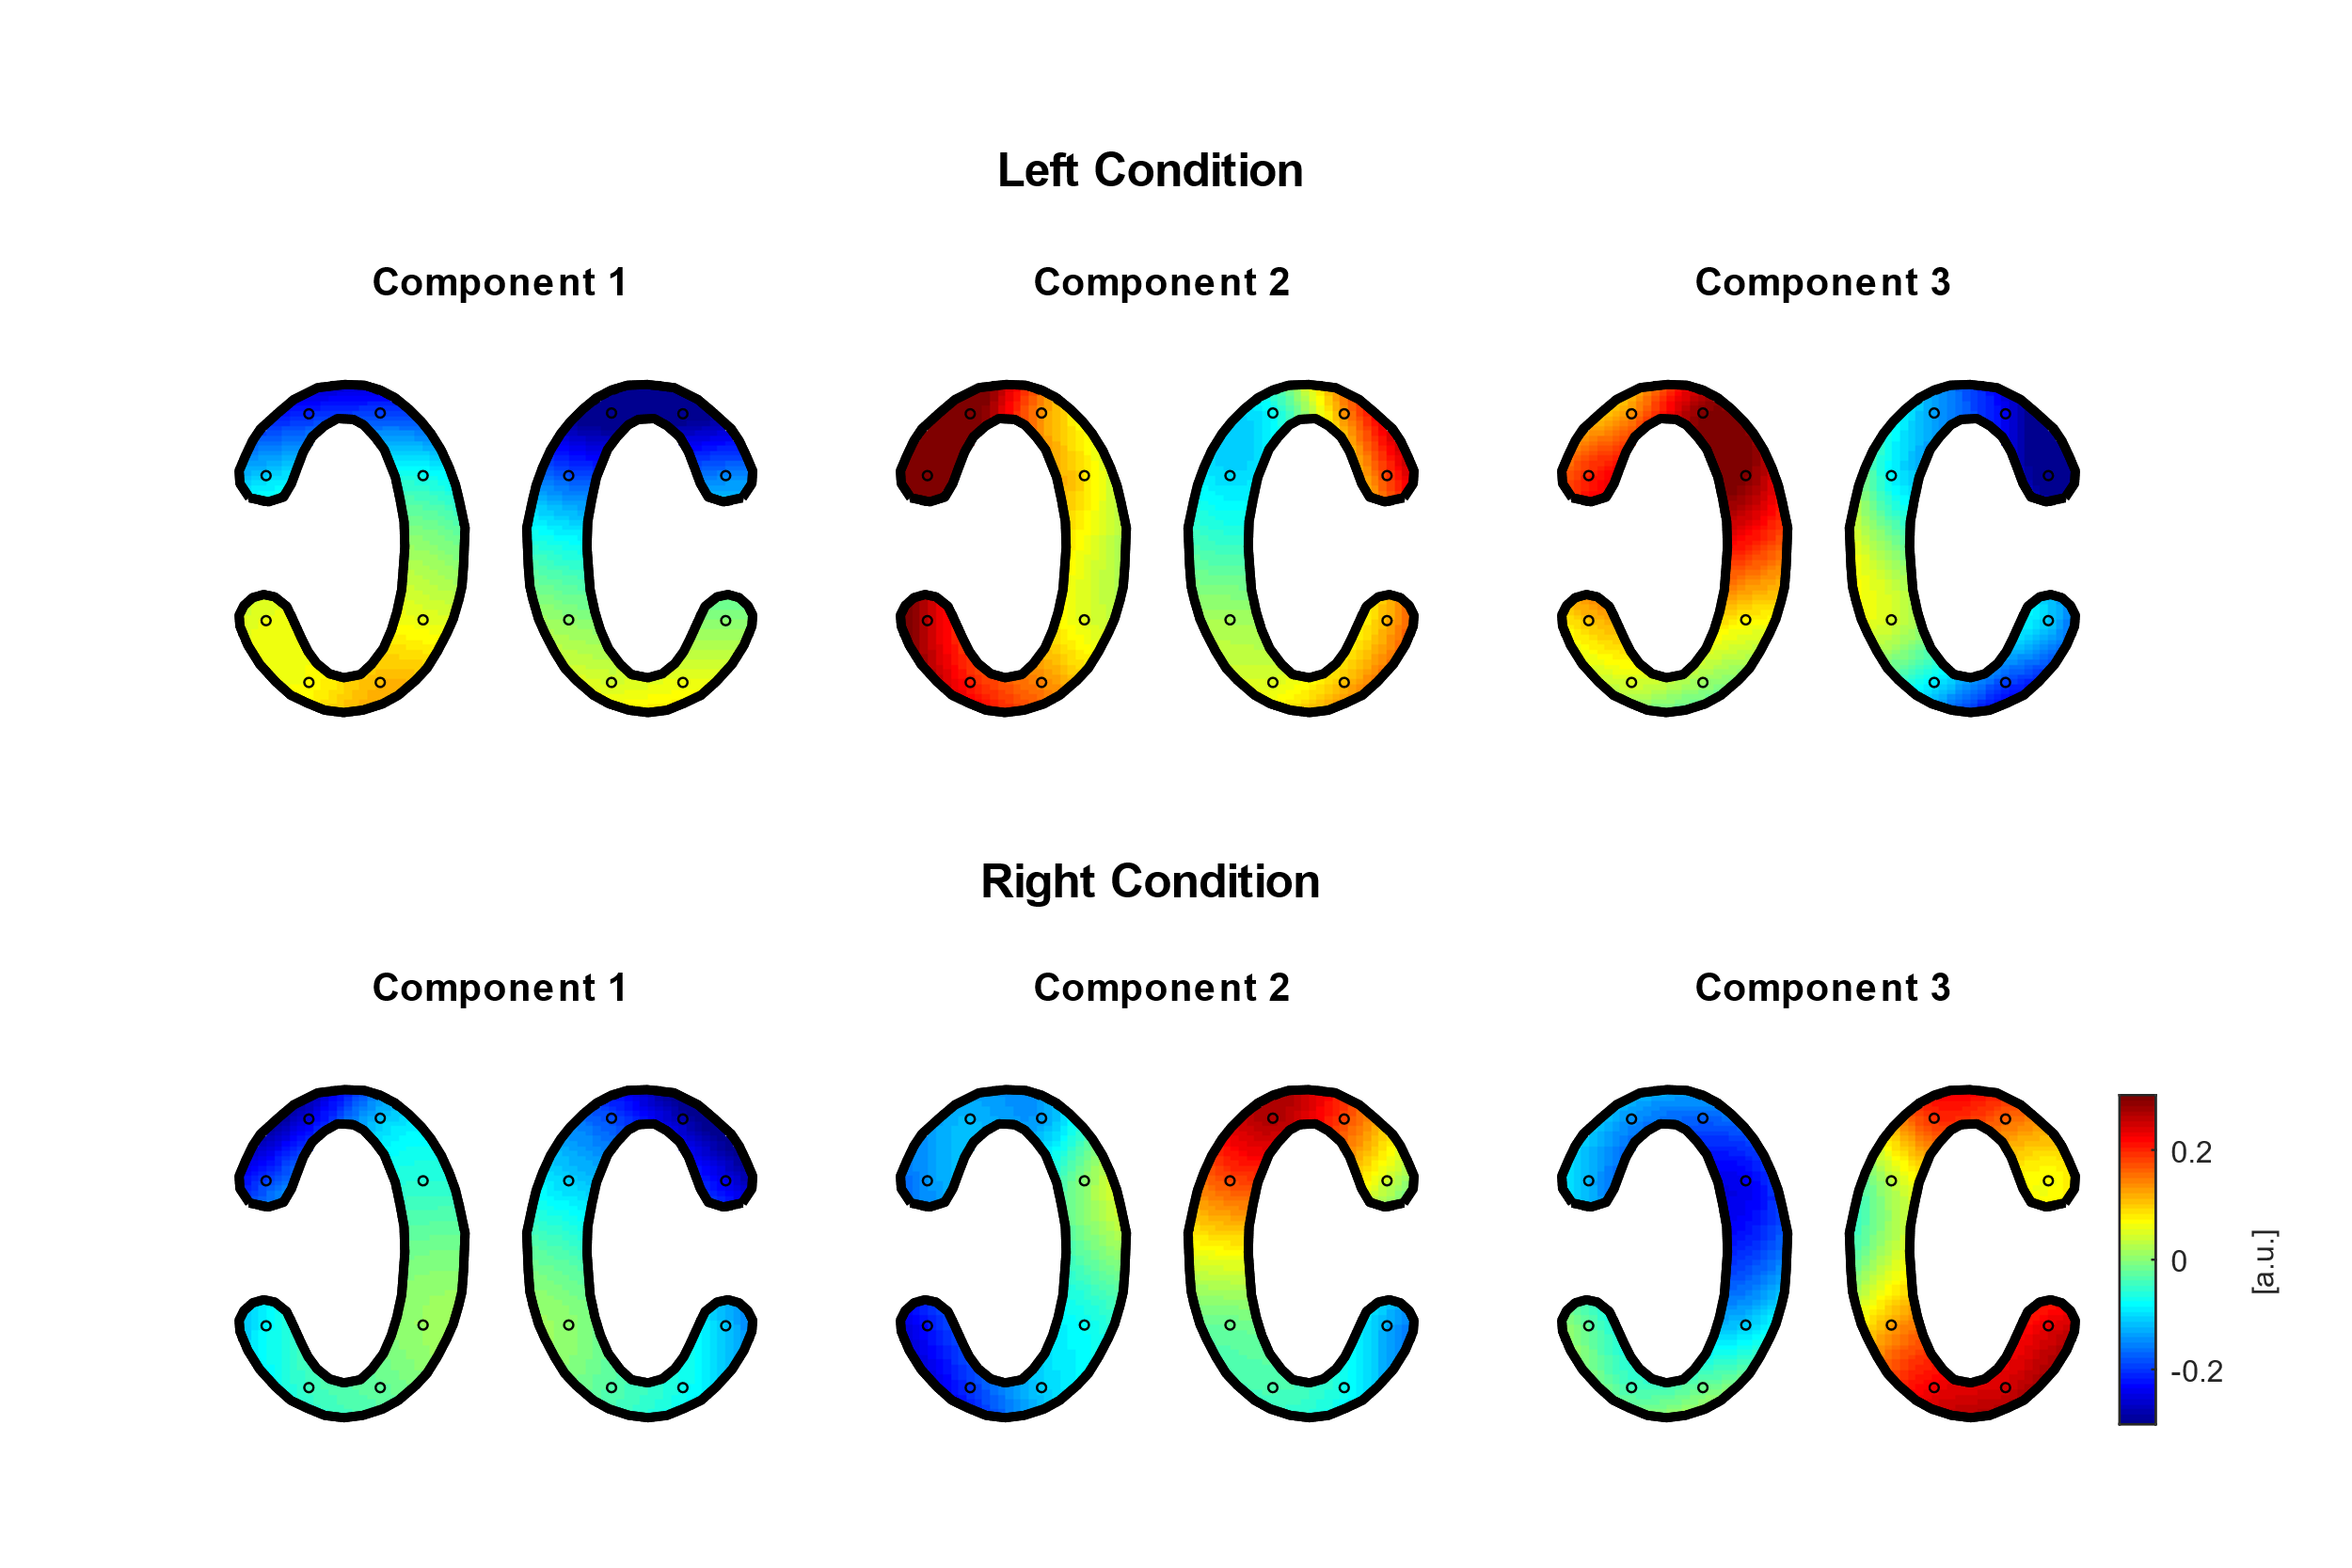 Left Condition
Component 1
Component 2
Component 3
Right Condition
Component 1
Component 2
Component 3
0.2
0
-0.2
[a.u.]